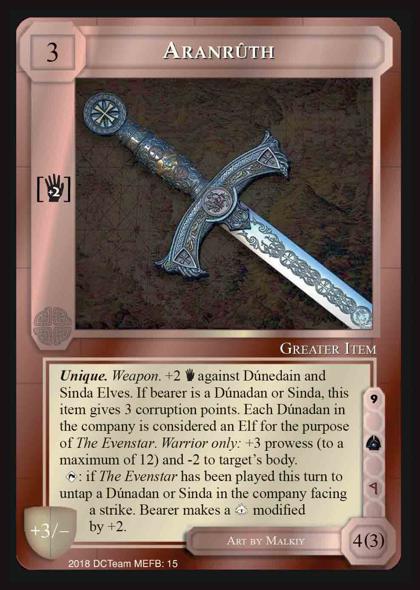 3
ARANRÛTH
[+2]
GREATER ITEM
Unique. Weapon. +2 against Dúnedain and
Sinda Elves. If bearer is a Dúnadan or Sinda, this
item gives 3 corruption points. Each Dúnadan in
the company is considered an Elf for the purpose
of The Evenstar. Warrior only: +3 prowess (to a
maximum of 12) and -2 to target's body.
: if The Evenstar has been played this turn to
untap a Dúnadan or Sinda in the company facing
a strike. Bearer makes a modified
by +2.
9
+3/–
ART BY MALKIY
4(3)
2018 DCTeam MEFB: 15